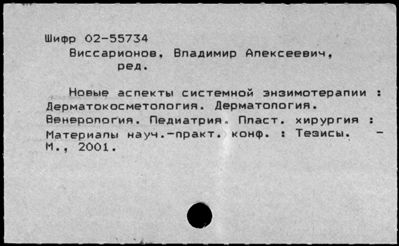 Шифр 02-55734
Виссарионов, Владимир Алексеевич,
ред.
Новые аспекты системной энзимотерапии :
Дерматокосметология. Дерматология.
Венерология. Педиатрия. Пласт. хирургия :
Материалы науч.-практ. конф. : Тезисы. -
М., 2001.